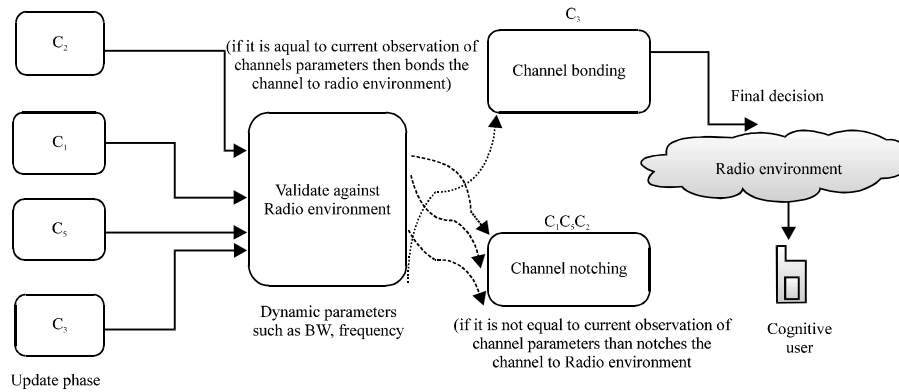 C2
C1
C5
C3
Update phase
(if it is aqual to current observation of
channels parameters then bonds the
channel to radio environment)
Validate against
Radio environment
Dynamic parameters
such as BW, frequency
C3
Channel bonding
C1C5C2
Channel notching
(if it is not equal to current observation of
channel parameters than notches the
channel to Radio environment
Final decision
Radio environment
Cognitive
user